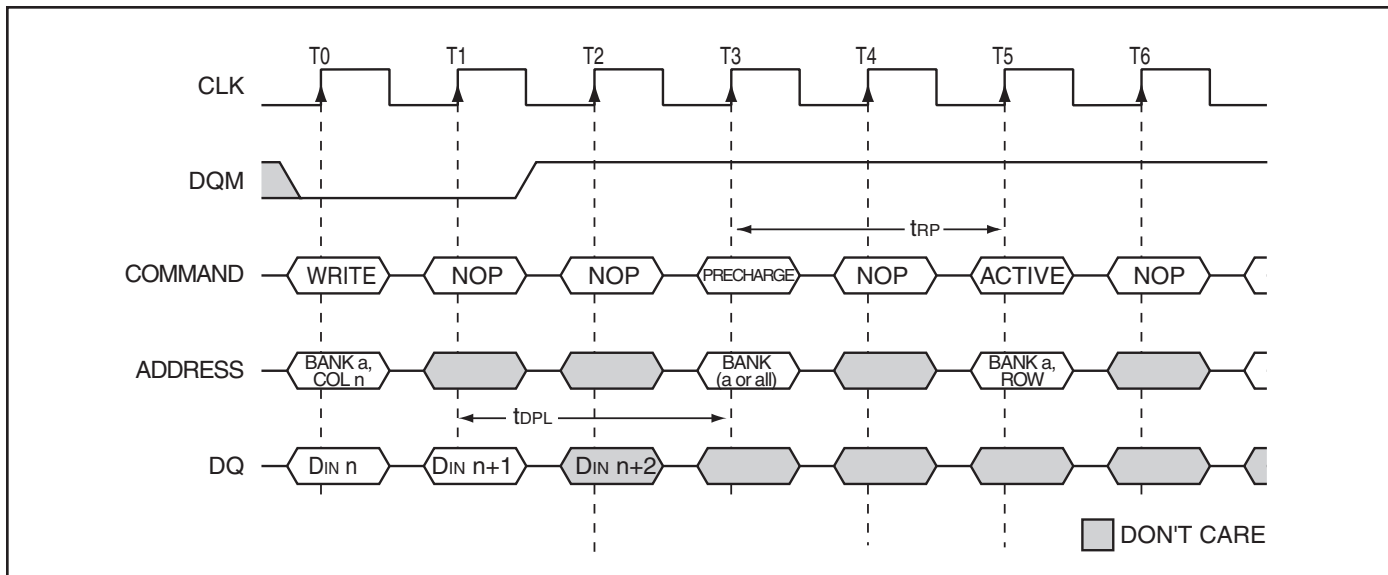 T0 T1 T2 T3 T4 T5 T6
CLK
DQM
tRP
COMMAND WRITE NOP NOP PRECHARGE NOP ACTIVE NOP
ADDRESS BANK a, COL n BANK (a or all) BANK a, ROW
tDPL
DQ DIN n DIN n+1 DIN n+2
DON'T CARE